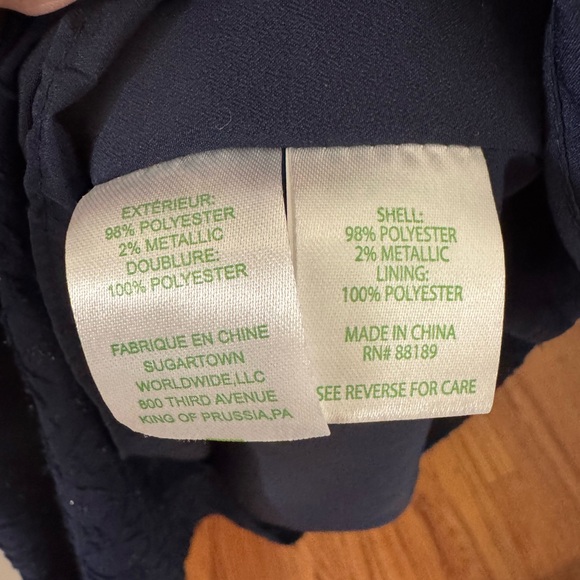 EXTÉRIEUR:
98% POLYESTER
2% METALLIC
DOUBLURE:
100% POLYESTER
FABRIQUE EN CHINE
SUGARTOWN
WORLDWIDE,LLC
800 THIRD AVENUE
KING OF PRUSSIA,PA
SHELL:
98% POLYESTER
2% METALLIC
LINING:
100% POLYESTER
MADE IN CHINA
RN# 88189
SEE REVERSE FOR CARE